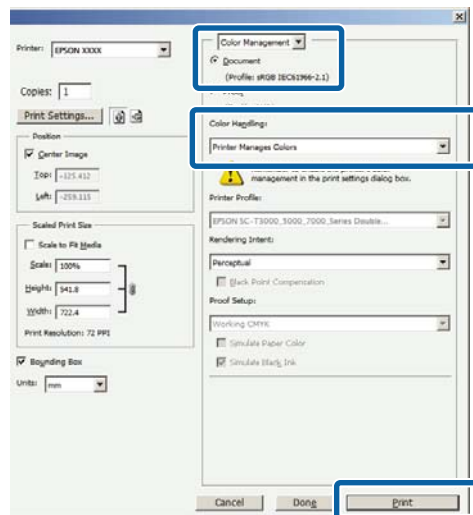 Printer: EPSON XXXX
Copies: 1
Print Settings...
Position
Center Image
Top: -125.412
Left: -259.115
Scaled Print Size
Scale to Fit Media
Scale: 100%
Height: 541.8
Width: 722.4
Print Resolution: 72 PPI
Bounding Box
Units: mm
Color Management
Document
(Profile: sRGB IEC61966-2.1)
Color Handling:
Printer Manages Colors
management in the print settings dialog box.
Printer Profile:
EPSON SC-T3000_5000_7000_Series Double...
Rendering Intent:
Perceptual
Black Point Compensation
Proof Setup:
Working CMYK
Simulate Paper Color
Simulate Black Ink
Cancel
Done
Print